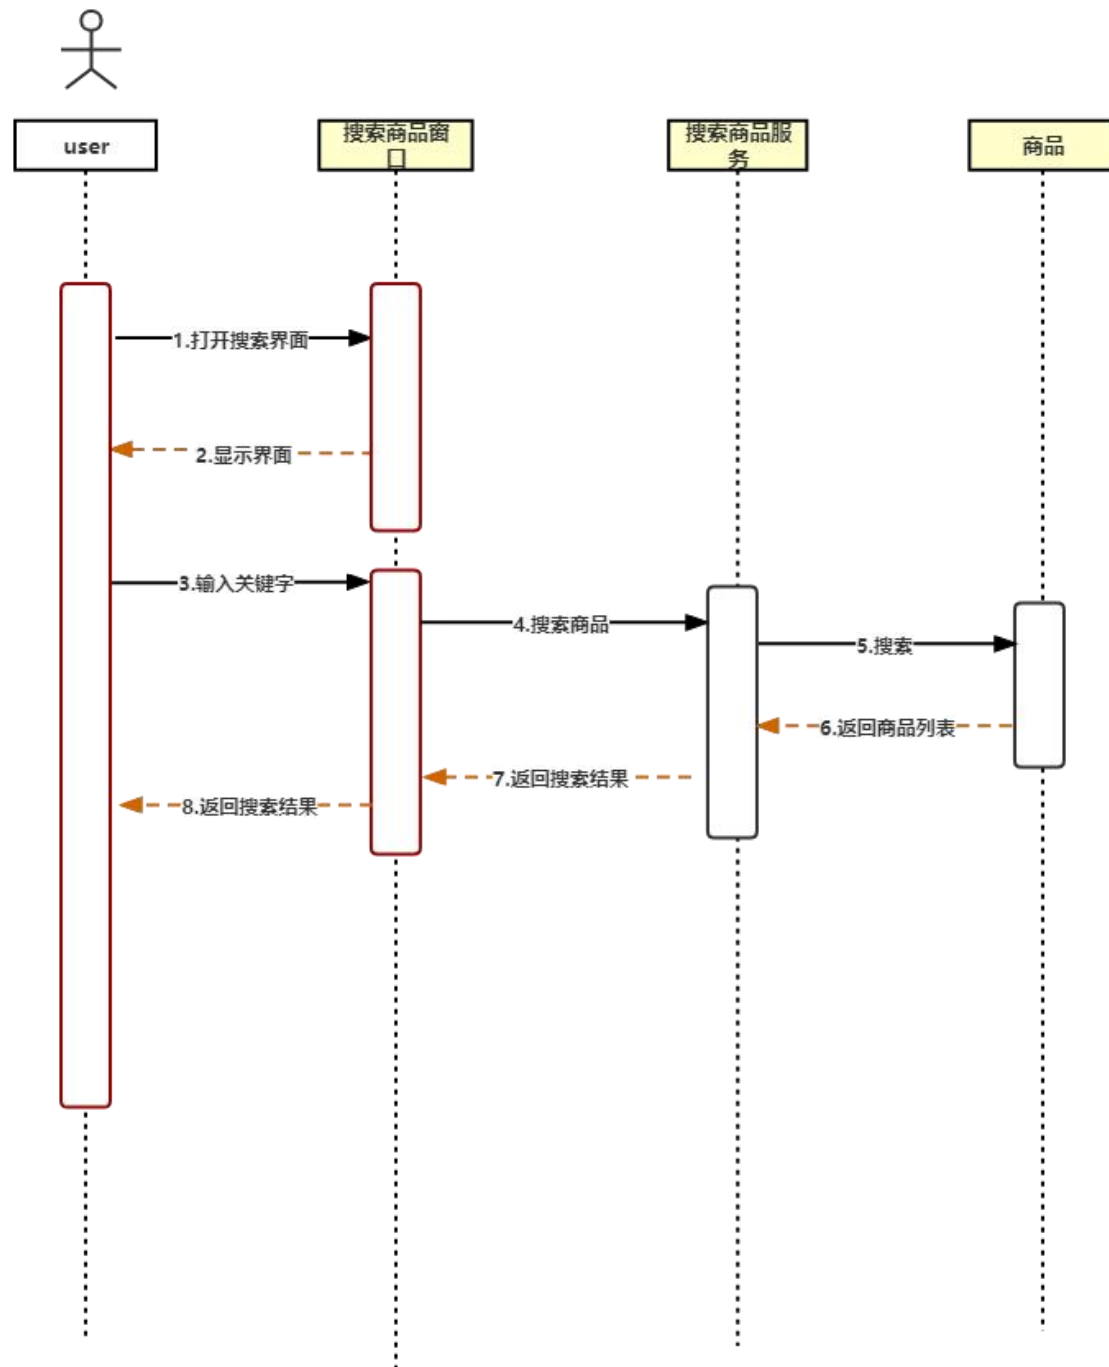 user
搜索商品窗
口
搜索商品服
务
商品
1.打开搜索界面
2.显示界面
3.输入关键字
4.搜索商品
5.搜索
6.返回商品列表
7.返回搜索结果
8.返回搜索结果